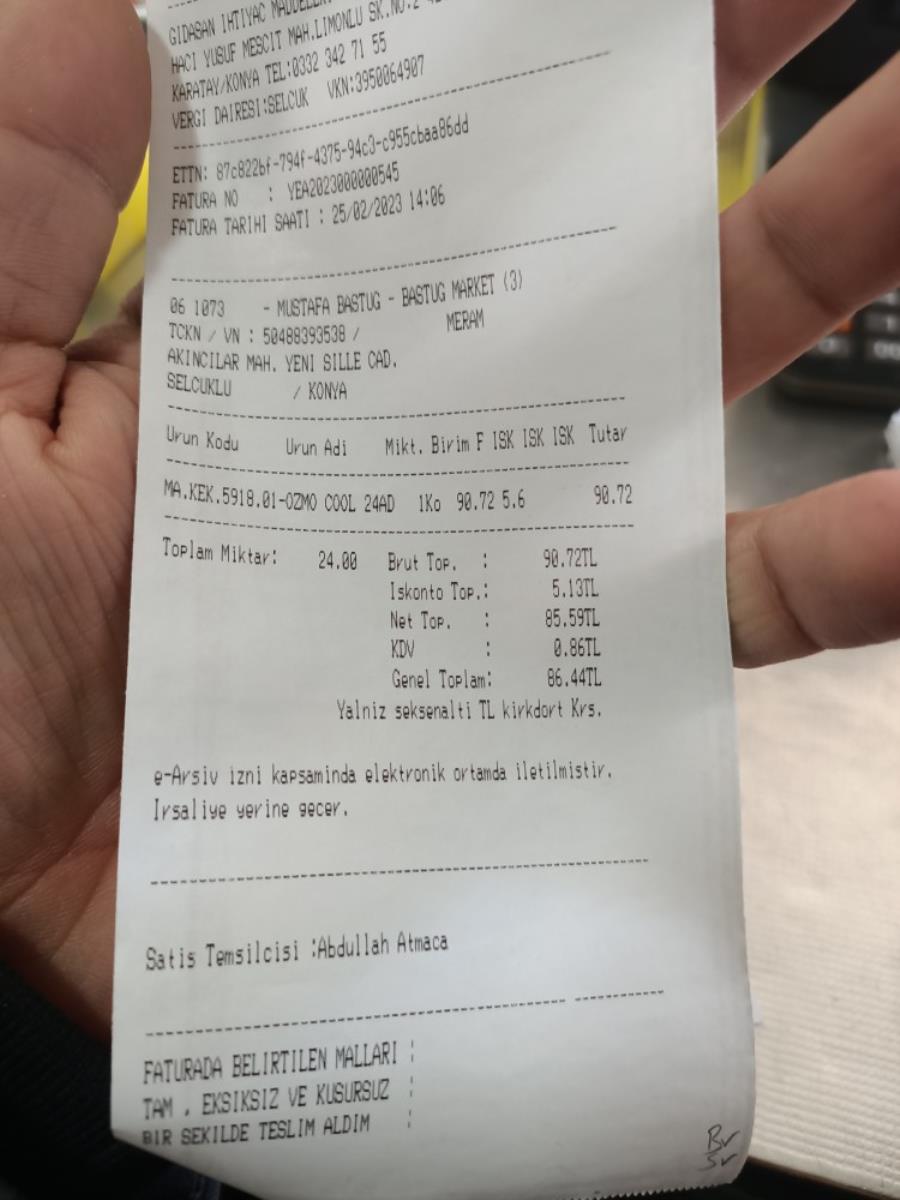 GIDASAN IHTIYAC
HACI YUSUF MESCIT MAH.LIMONLU SK.NO:2
KARATAY/KONYA TEL:0332 342 71 55
VERGI DAIRESI:SELCUK VKN:3950064907
ETTN: 87c822bf-794f-4375-94c3-c955cbaa86dd
FATURA NO : YEA2023000000545
FATURA TARIHI SAATI : 25/02/2023 14:06
06 1073 - MUSTAFA BASTUG - BASTUG MARKET (3)
TCKN / VN : 50488393538 / MERAM
AKINCILAR MAH. YENI SILLE CAD.
SELCUKLU / KONYA
Urun Kodu Urun Adi Mikt. Birim F ISK ISK ISK Tutar
MA.KEK.5918.01-OZMO COOL 24AD 1Ko 90.72 5.6 90.72
Toplam Miktar: 24.00 Brut Top. : 90.72TL
Iskonto Top.: 5.13TL
Net Top. : 85.59TL
KDV : 0.86TL
Genel Toplam: 86.44TL
Yalniz seksenalti TL kirkdort Krs.
e-Arsiv izni kapsaminda elektronik ortamda iletilmistir.
Irsaliye yerine gecer.
Satis Temsilcisi :Abdullah Atmaca
FATURADA BELIRTILEN MALLARI :
TAM , EKSIKSIZ VE KUSURSUZ :
BIR SEKILDE TESLIM ALDIM :